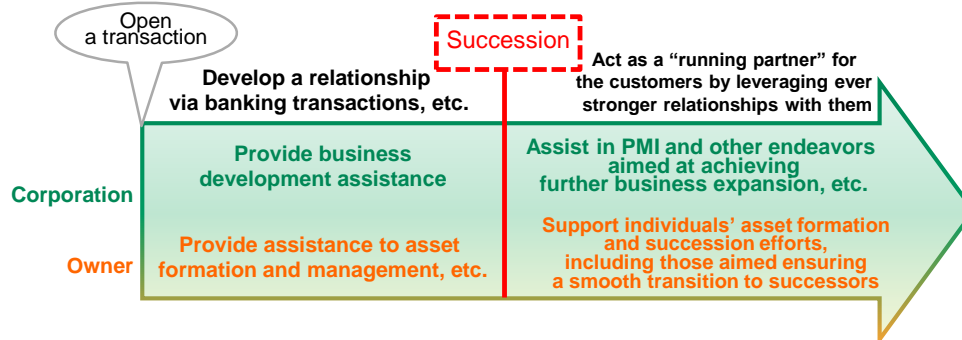 Open
a transaction
Succession
Develop a relationship
via banking transactions, etc.
Act as a “running partner” for
the customers by leveraging ever
stronger relationships with them
Corporation
Provide business
development assistance
Assist in PMI and other endeavors
aimed at achieving
further business expansion, etc.
Owner
Provide assistance to asset
formation and management, etc.
Support individuals’ asset formation
and succession efforts,
including those aimed ensuring
a smooth transition to successors